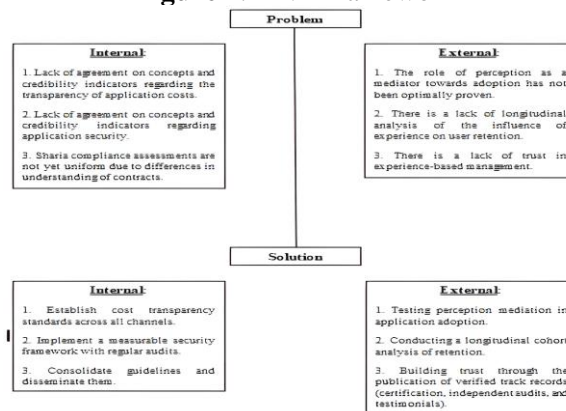 Problem
Internal:
1. Lack of agreement on concepts and
credibility indicators regarding the
transparency of application costs.
2. Lack of agreement on concepts and
credibility indicators regarding
application security.
3. Sharia compliance assessments are
not yet uniform due to differences in
understanding of contracts.
External:
1. The role of perception as a
mediator towards adoption has not
been optimally proven.
2. There is a lack of longitudinal
analysis of the influence of
experience on user retention.
3. There is a lack of trust in
experience-based management.
Solution
Internal:
1. Establish cost transparency
standards across all channels.
2. Implement a measurable security
framework with regular audits.
3. Consolidate guidelines and
disseminate them.
External:
1. Testing perception mediation in
application adoption.
2. Conducting a longitudinal cohort
analysis of retention.
3. Building trust through the
publication of verified track records
(certification, independent audits, and
testimonials).